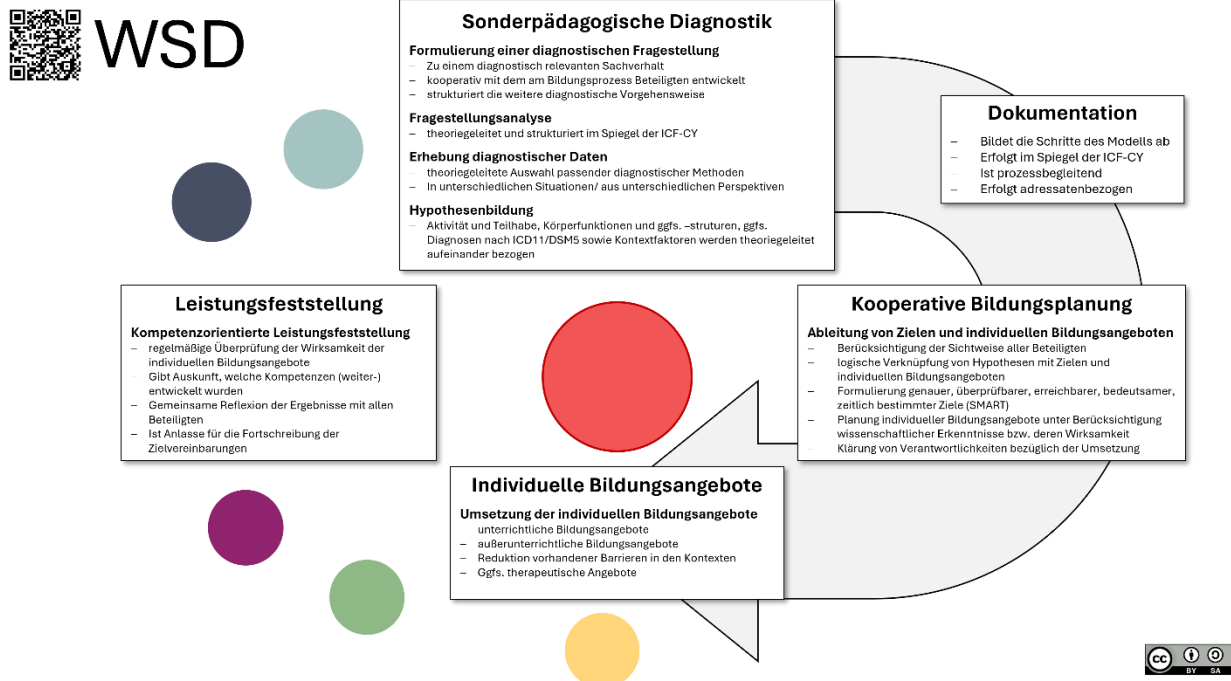 WSD
Sonderpädagogische Diagnostik
Formulierung einer diagnostischen Fragestellung
– Zu einem diagnostisch relevanten Sachverhalt
– kooperativ mit dem am Bildungsprozess Beteiligten entwickelt
– strukturiert die weitere diagnostische Vorgehensweise
Fragestellungsanalyse
– theoriegeleitet und strukturiert im Spiegel der ICF-CY
Erhebung diagnostischer Daten
– theoriegeleitete Auswahl passender diagnostischer Methoden
– In unterschiedlichen Situationen/ aus unterschiedlichen Perspektiven
Hypothesenbildung
– Aktivität und Teilhabe, Körperfunktionen und ggfs. –struturen, ggfs.
Diagnosen nach ICD11/DSM5 sowie Kontextfaktoren werden theoriegeleitet
aufeinander bezogen
Dokumentation
– Bildet die Schritte des Modells ab
– Erfolgt im Spiegel der ICF-CY
– Ist prozessbegleitend
– Erfolgt adressatenbezogen
Leistungsfeststellung
Kompetenzorientierte Leistungsfeststellung
– regelmäßige Überprüfung der Wirksamkeit der
individuellen Bildungsangebote
– Gibt Auskunft, welche Kompetenzen (weiter-)
entwickelt wurden
– Gemeinsame Reflexion der Ergebnisse mit allen
Beteiligten
– Ist Anlasse für die Fortschreibung der
Zielvereinbarungen
Kooperative Bildungsplanung
Ableitung von Zielen und individuellen Bildungsangeboten
– Berücksichtigung der Sichtweise aller Beteiligten
– logische Verknüpfung von Hypothesen mit Zielen und
individuellen Bildungsangeboten
– Formulierung genauer, überprüfbarer, erreichbarer, bedeutsamer,
zeitlich bestimmter Ziele (SMART)
– Planung individueller Bildungsangebote unter Berücksichtigung
wissenschaftlicher Erkenntnisse bzw. deren Wirksamkeit
– Klärung von Verantwortlichkeiten bezüglich der Umsetzung
Individuelle Bildungsangebote
Umsetzung der individuellen Bildungsangebote
unterrichtliche Bildungsangebote
– außerunterrichtliche Bildungsangebote
– Reduktion vorhandener Barrieren in den Kontexten
– Ggfs. therapeutische Angebote
cc
BY SA